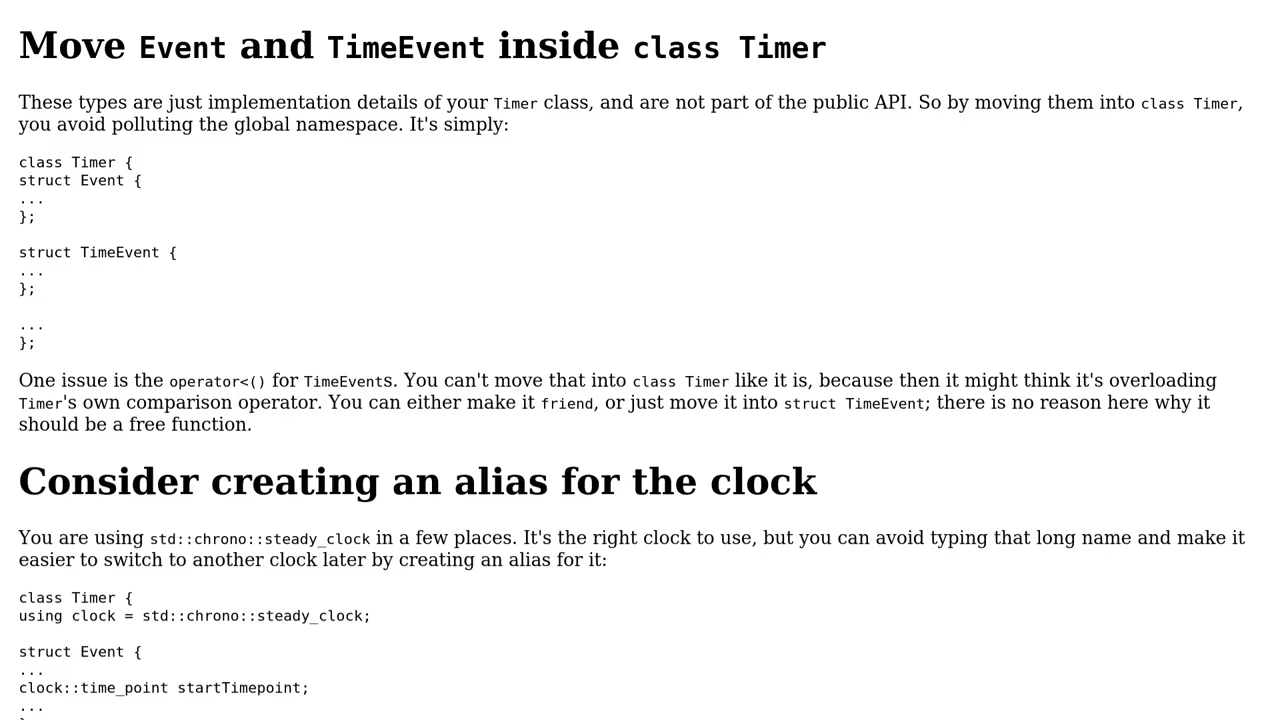 Move Event and TimeEvent inside class Timer
These types are just implementation details of your Timer class, and are not part of the public API. So by moving them into class Timer,
you avoid polluting the global namespace. It's simply:
class Timer {
struct Event {
...
};
struct TimeEvent {
...
};
...
};
One issue is the operator<() for TimeEvents. You can't move that into class Timer like it is, because then it might think it's overloading
Timer's own comparison operator. You can either make it friend, or just move it into struct TimeEvent; there is no reason here why it
should be a free function.
Consider creating an alias for the clock
You are using std::chrono::steady_clock in a few places. It's the right clock to use, but you can avoid typing that long name and make it
easier to switch to another clock later by creating an alias for it:
class Timer {
using clock = std::chrono::steady_clock;
struct Event {
...
clock::time_point startTimepoint;
...